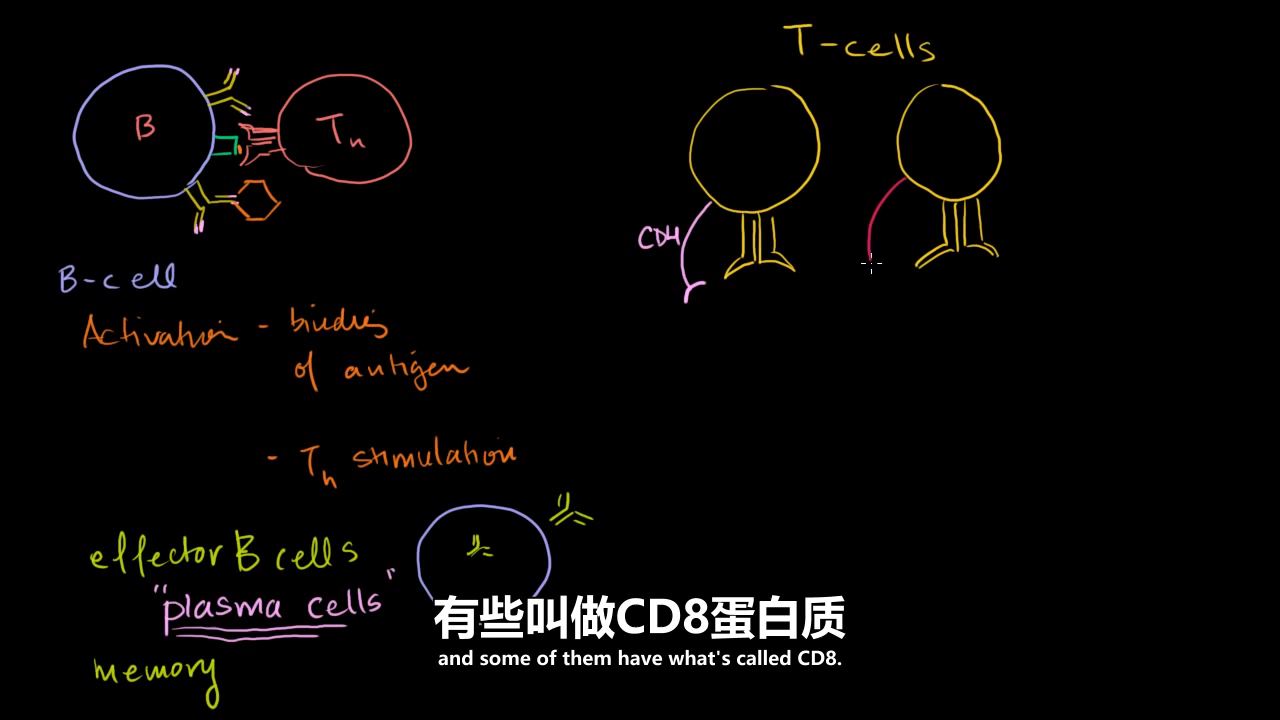 T-cells
B
Tn
CD4
B-cell
Activation - binding
of antigen
- Th stimulation
effector B cells
"plasma cells"
memory
有些叫做CD8蛋白质
and some of them have what's called CD8.